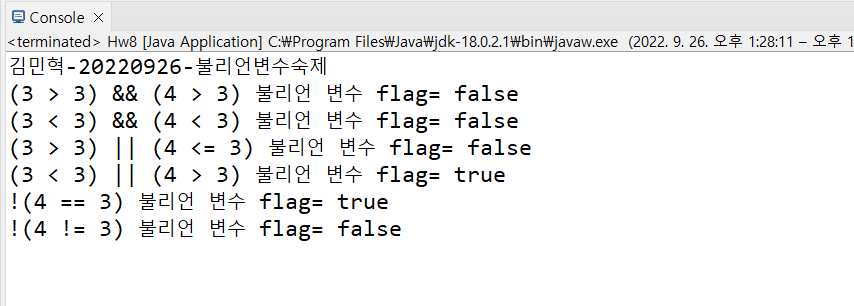 Console
<terminated> Hw8 [Java Application] C:₩Program Files₩Java₩jdk-18.0.2.1₩bin₩javaw.exe (2022. 9. 26. 오후 1:28:11 – 오후 1
김민혁-20220926-불리언변수숙제
(3 > 3) && (4 > 3) 불리언 변수 flag= false
(3 < 3) && (4 < 3) 불리언 변수 flag= false
(3 > 3) || (4 <= 3) 불리언 변수 flag= false
(3 < 3) || (4 > 3) 불리언 변수 flag= true
!(4 == 3) 불리언 변수 flag= true
!(4 != 3) 불리언 변수 flag= false